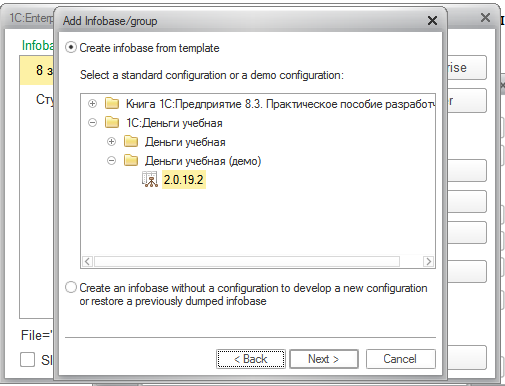 1C:Enterp
Add Infobase/group
Infoba
Create infobase from template
8 з
rise
Select a standard configuration or a demo configuration:
Сту
er
Книга 1С:Предприятие 8.3. Практическое пособие разработч
1С:Деньги учебная
Деньги учебная
Деньги учебная (демо)
2.0.19.2
Create an infobase without a configuration to develop a new configuration
or restore a previously dumped infobase
File='
Sl
< Back
Next >
Cancel